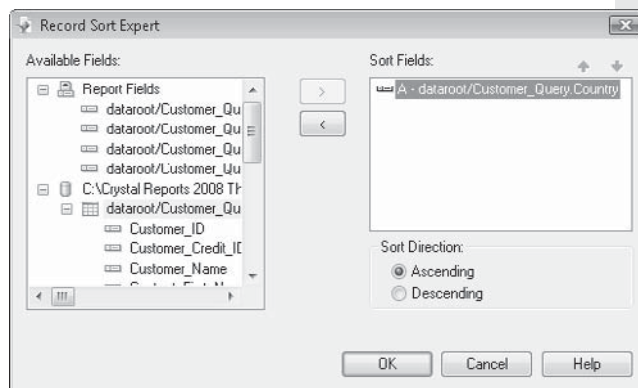 Record Sort Expert
Available Fields:
Report Fields
dataroot/Customer_Qu
dataroot/Customer_Qu
dataroot/Customer_Qu
dataroot/Customer_Qu
C:\Crystal Reports 2008 Th
dataroot/Customer_Qu
Customer_ID
Customer_Credit_ID
Customer_Name
>
<
Sort Fields:
A - dataroot/Customer_Query.Country
Sort Direction:
Ascending
Descending
OK
Cancel
Help